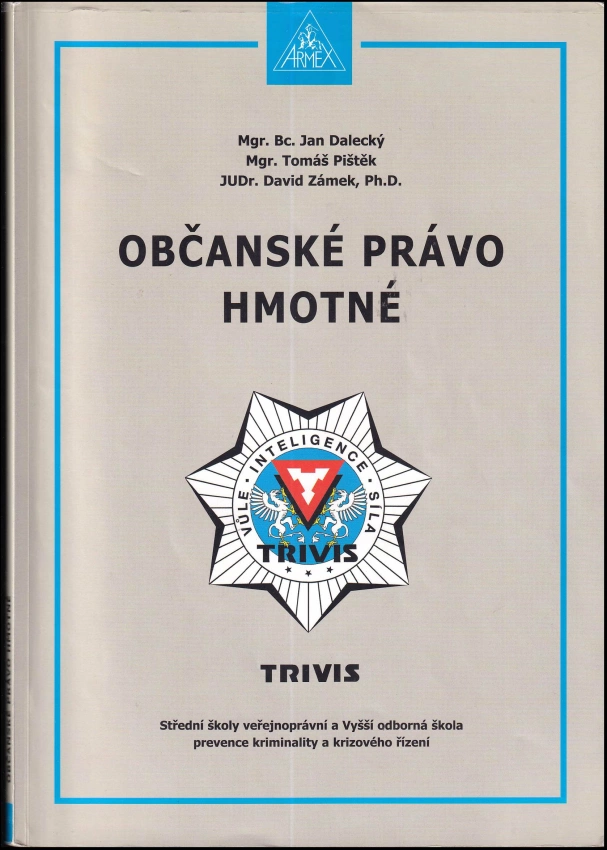 ARMEX
Mgr. Bc. Jan Dalecký
Mgr. Tomáš Pištěk
JUDr. David Zámek, Ph.D.
OBČANSKÉ PRÁVO
HMOTNÉ
VŮLE · INTELIGENCE · SÍLA
TRIVIS
TRIVIS
Střední školy veřejnoprávní a Vyšší odborná škola
prevence kriminality a krizového řízení
OBČANSKÉ PRÁVO HMOTNÉ